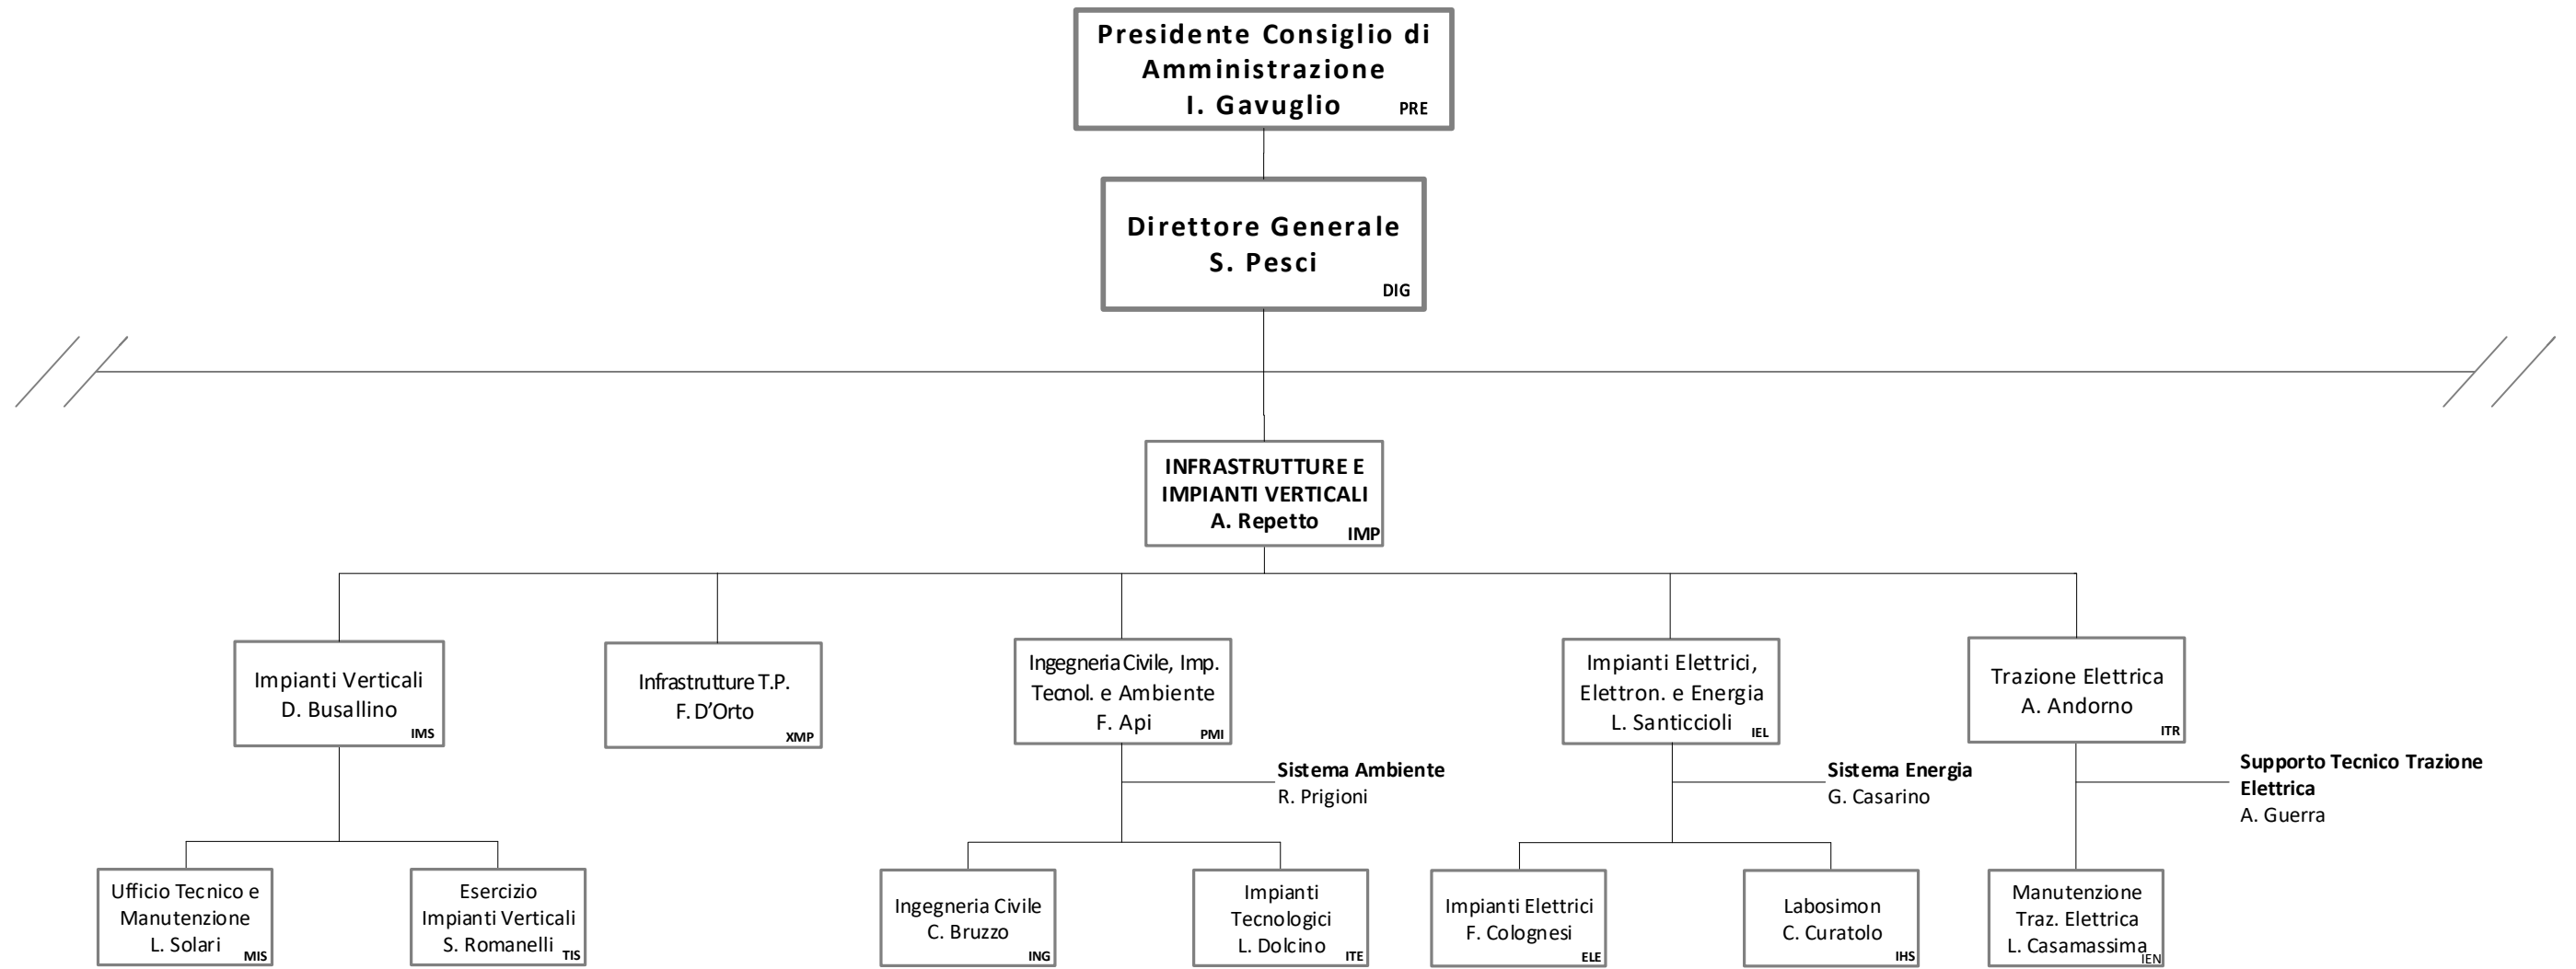 Presidente Consiglio di
Amministrazione
I. Gavuglio PRE
Direttore Generale
S. Pesci
DIG
INFRASTRUTTURE E
IMPIANTI VERTICALI
A. Repetto IMP
Impianti Verticali
D. Busallino
IMS
Infrastrutture T.P.
F. D’Orto
XMP
Ingegneria Civile, Imp.
Tecnol. e Ambiente
F. Api PMI
Impianti Elettrici,
Elettron. e Energia
L. Santiccioli IEL
Trazione Elettrica
A. Andorno
ITR
Sistema Ambiente
R. Prigioni
Sistema Energia
G. Casarino
Supporto Tecnico Trazione
Elettrica
A. Guerra
Ufficio Tecnico e
Manutenzione
L. Solari MIS
Esercizio
Impianti Verticali
S. Romanelli TIS
Ingegneria Civile
C. Bruzzo
ING
Impianti
Tecnologici
L. Dolcino ITE
Impianti Elettrici
F. Colognesi
ELE
Labosimon
C. Curatolo
IHS
Manutenzione
Traz. Elettrica
L. Casamassima IEN